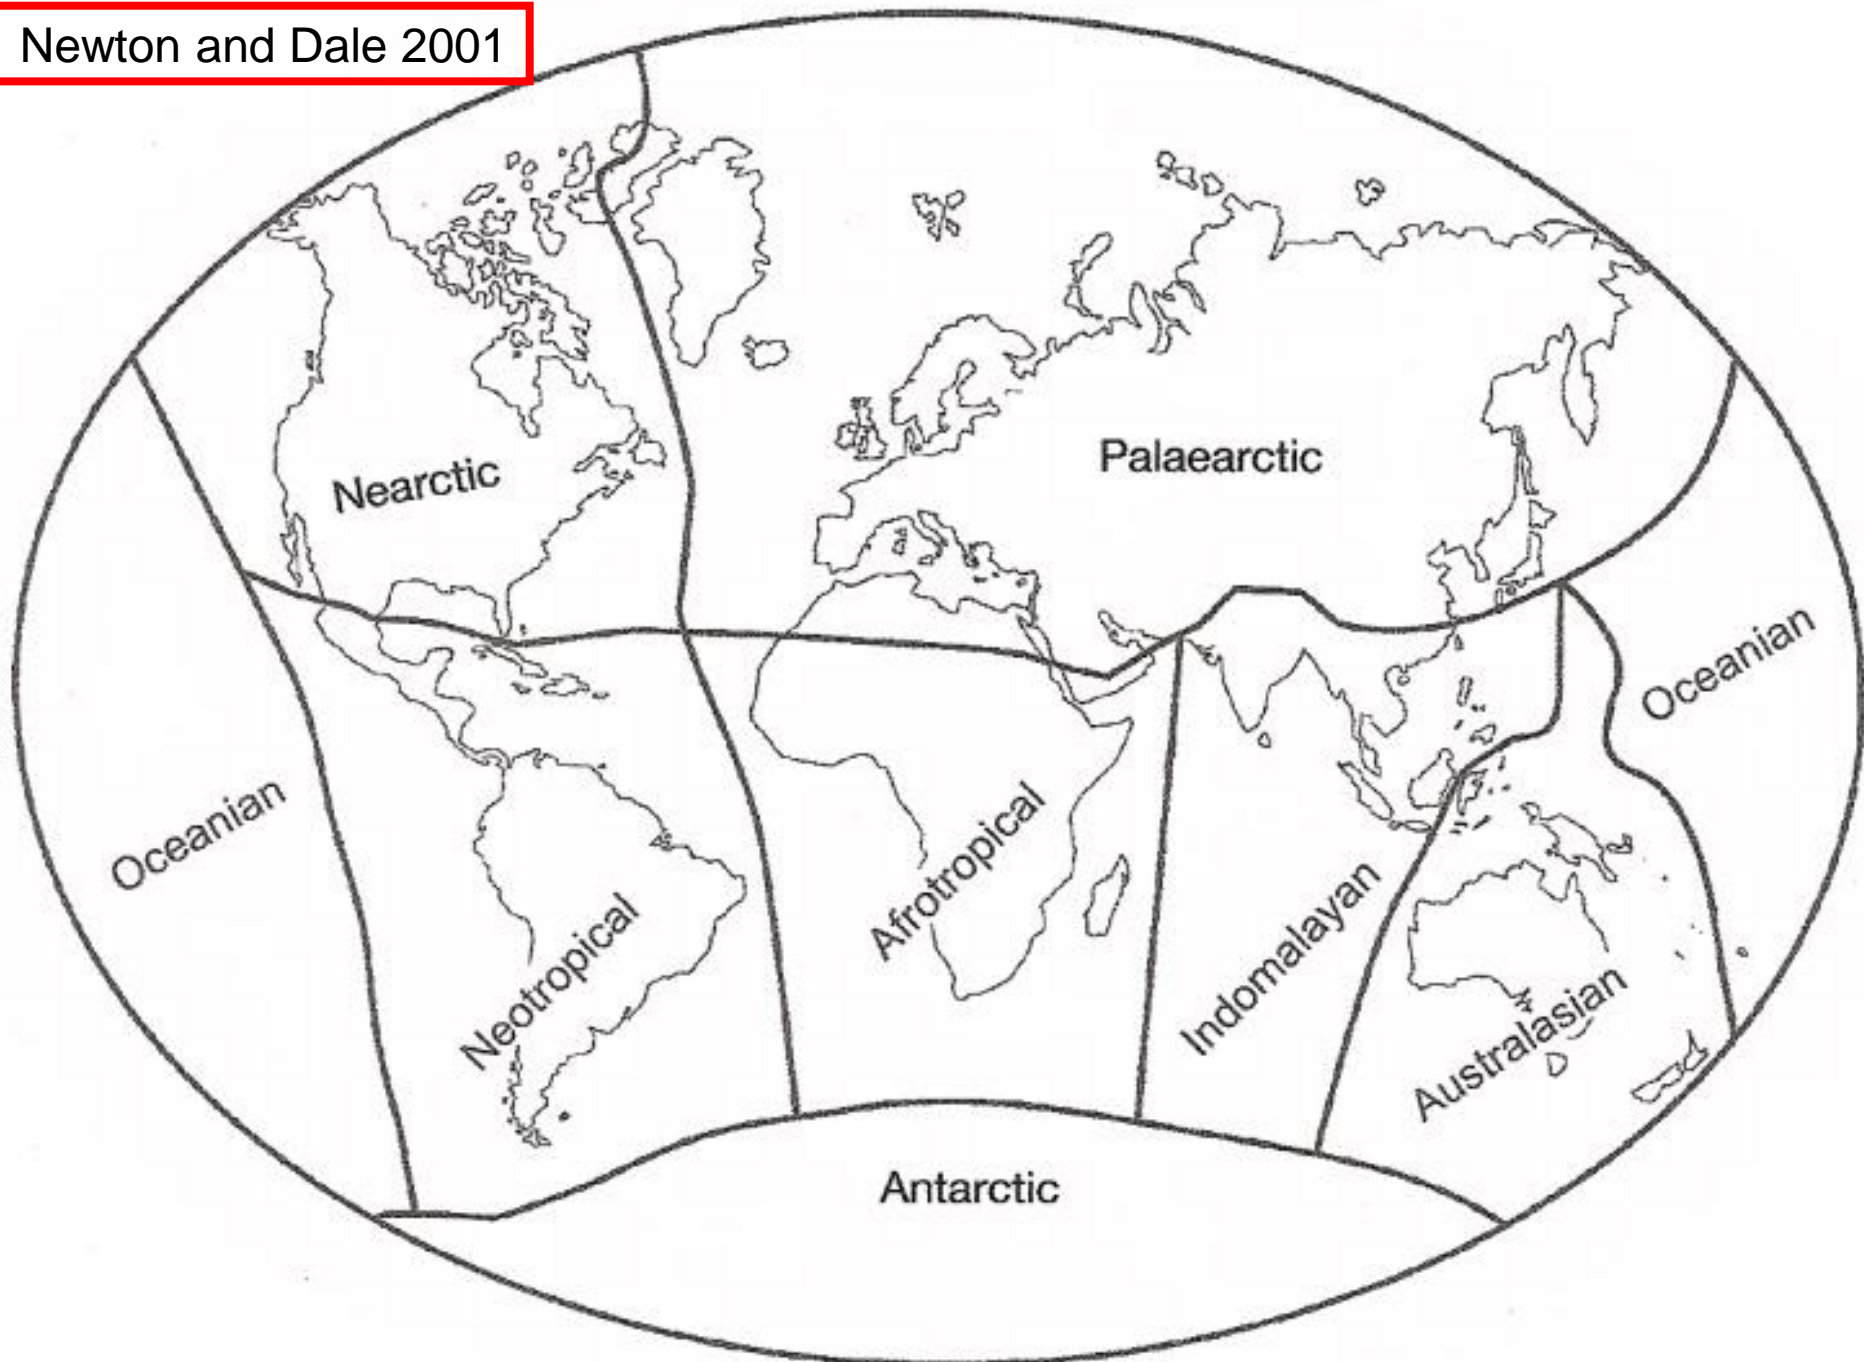 Newton and Dale 2001
Nearctic
Palaearctic
Oceanian
Oceanian
Neotropical
Afrotropical
Indomalayan
Australasian
Antarctic